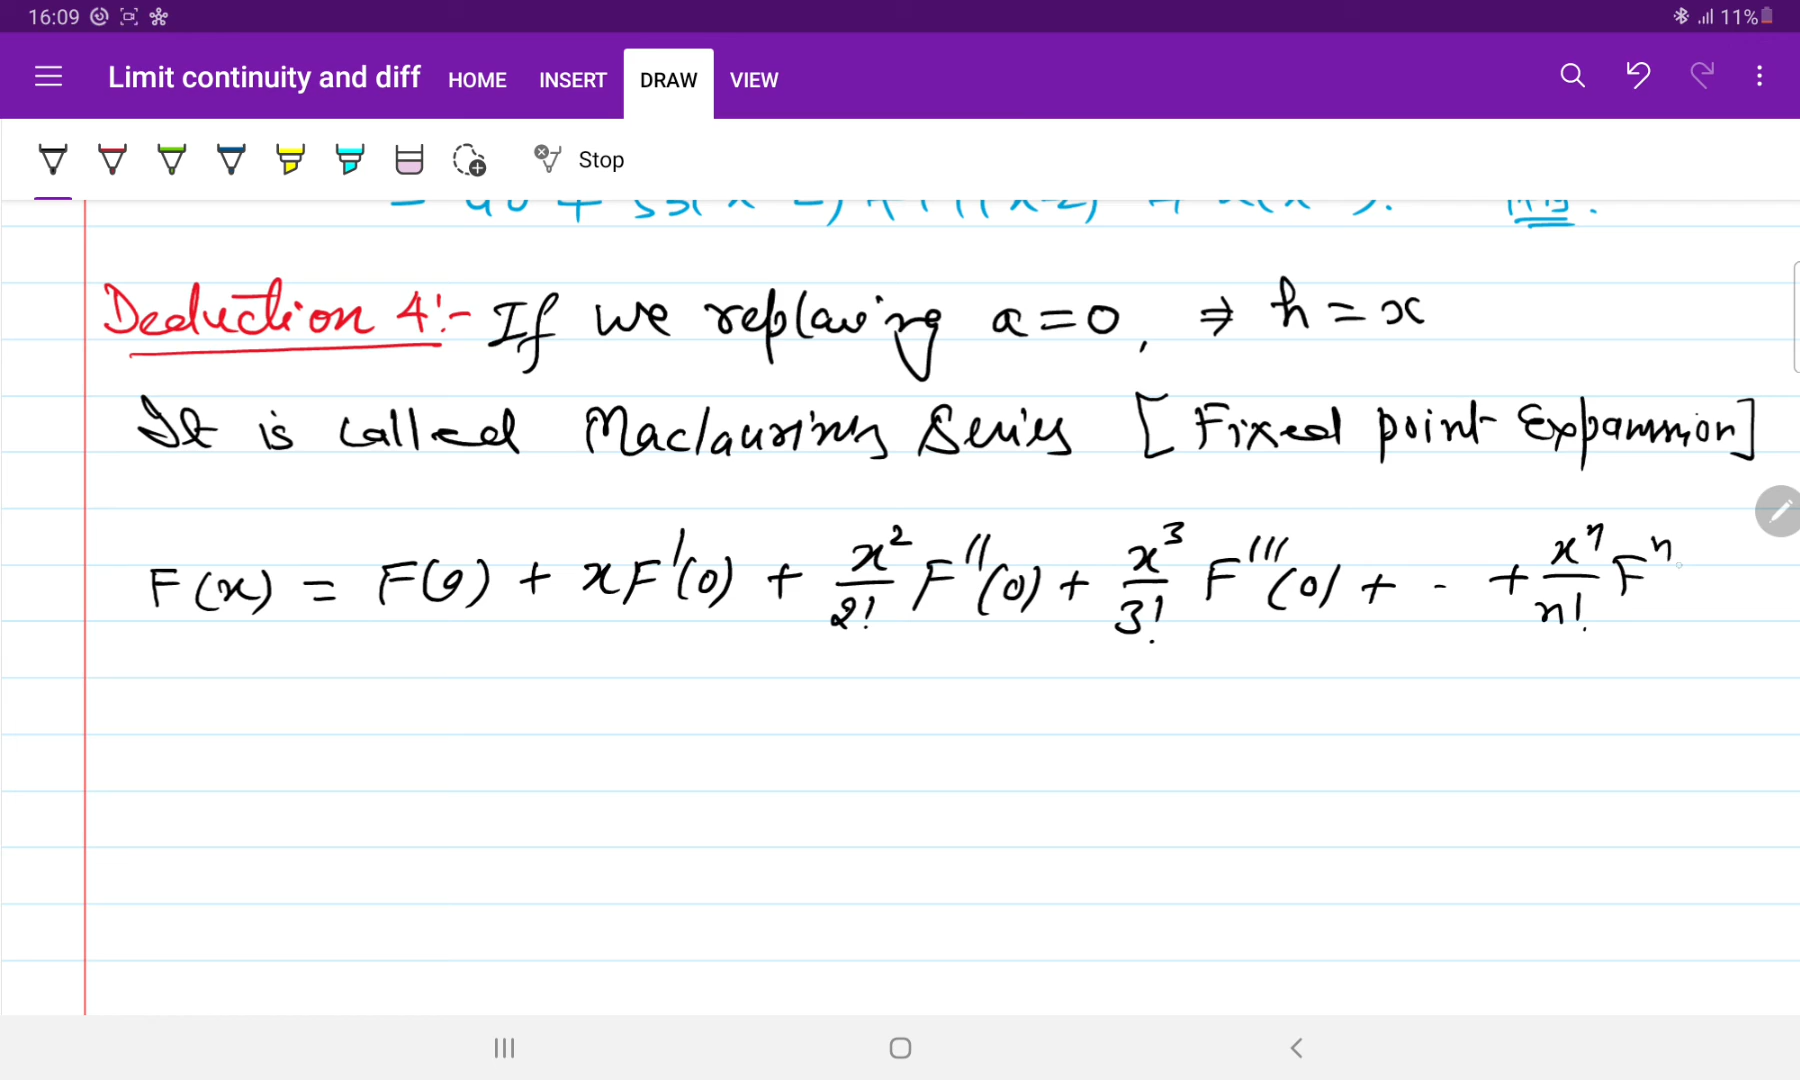 16:09 11%
Limit continuity and diff HOME INSERT DRAW VIEW
Stop
Deduction 4:- If we replacing a=0, ⇒ h=x
It is called Maclaurin's Series [Fixed point Expansion]
F(x) = F(0) + xF'(0) + x²/2! F''(0) + x³/3! F'''(0) + - + xⁿ/n! Fⁿ